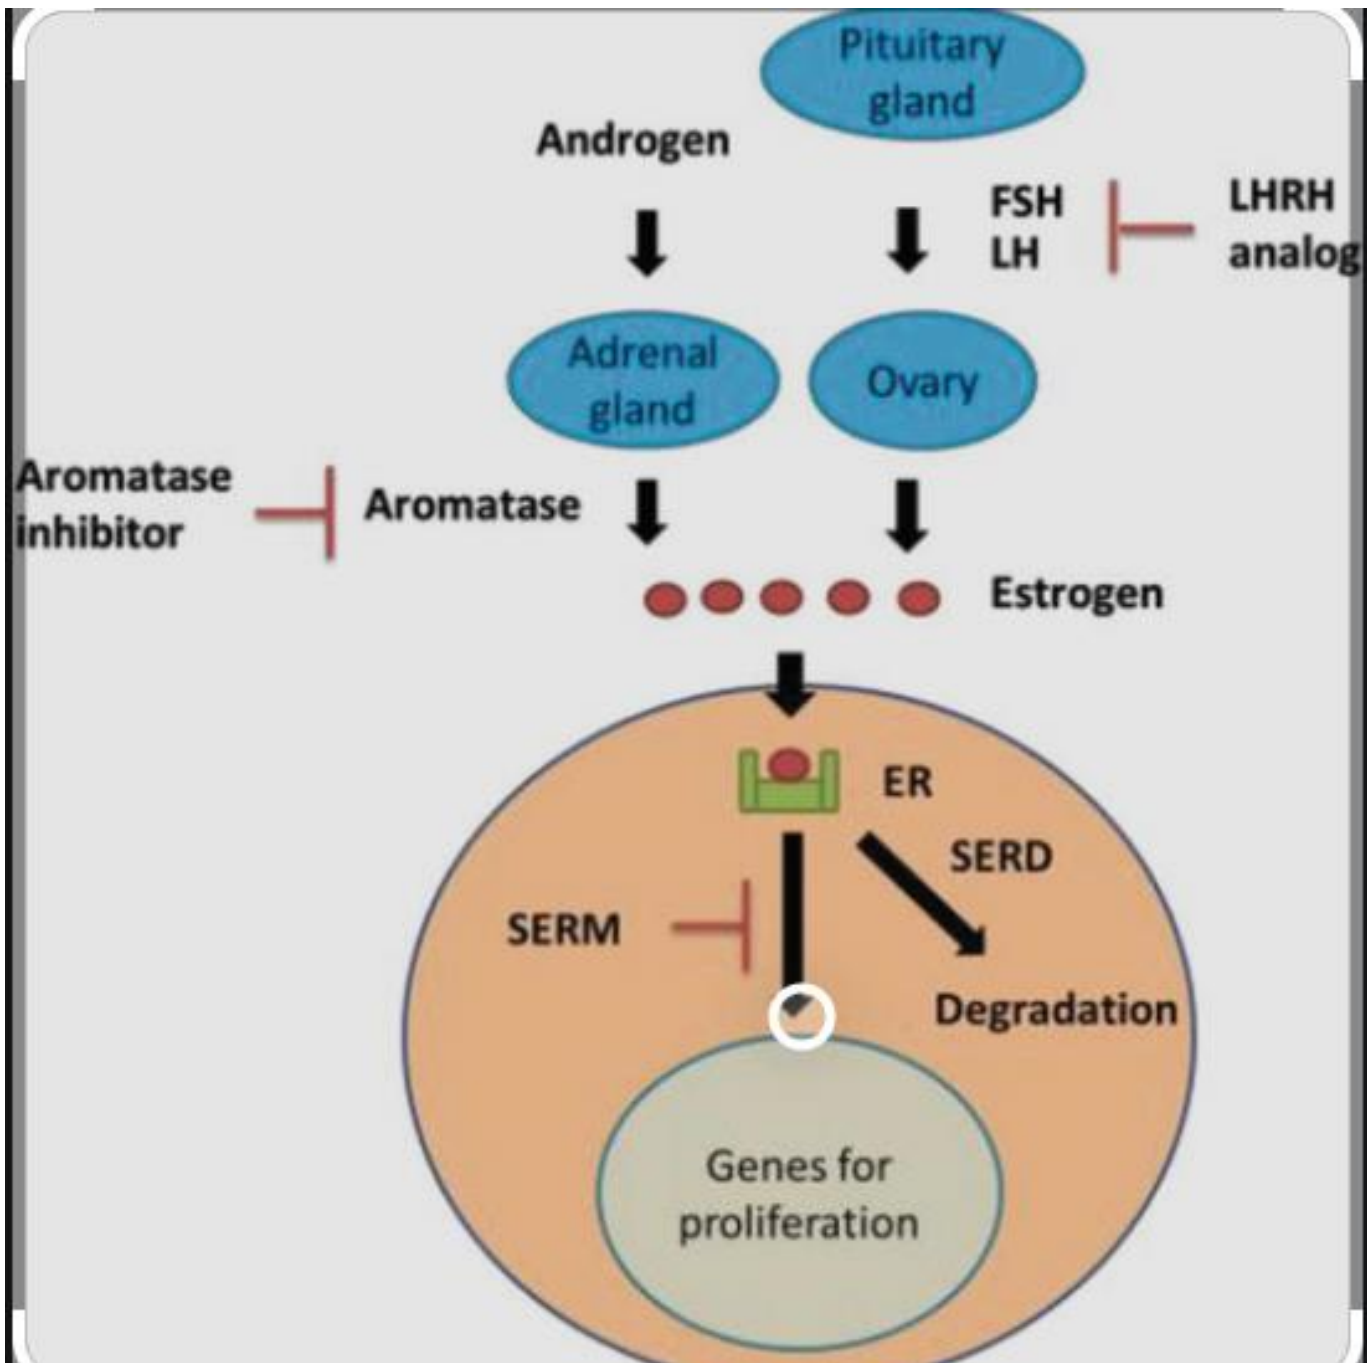 Pituitary
gland
Androgen
FSH
LH
LHRH
analog
Adrenal
gland
Ovary
Aromatase
inhibitor
Aromatase
Estrogen
ER
SERD
SERM
Degradation
Genes for
proliferation